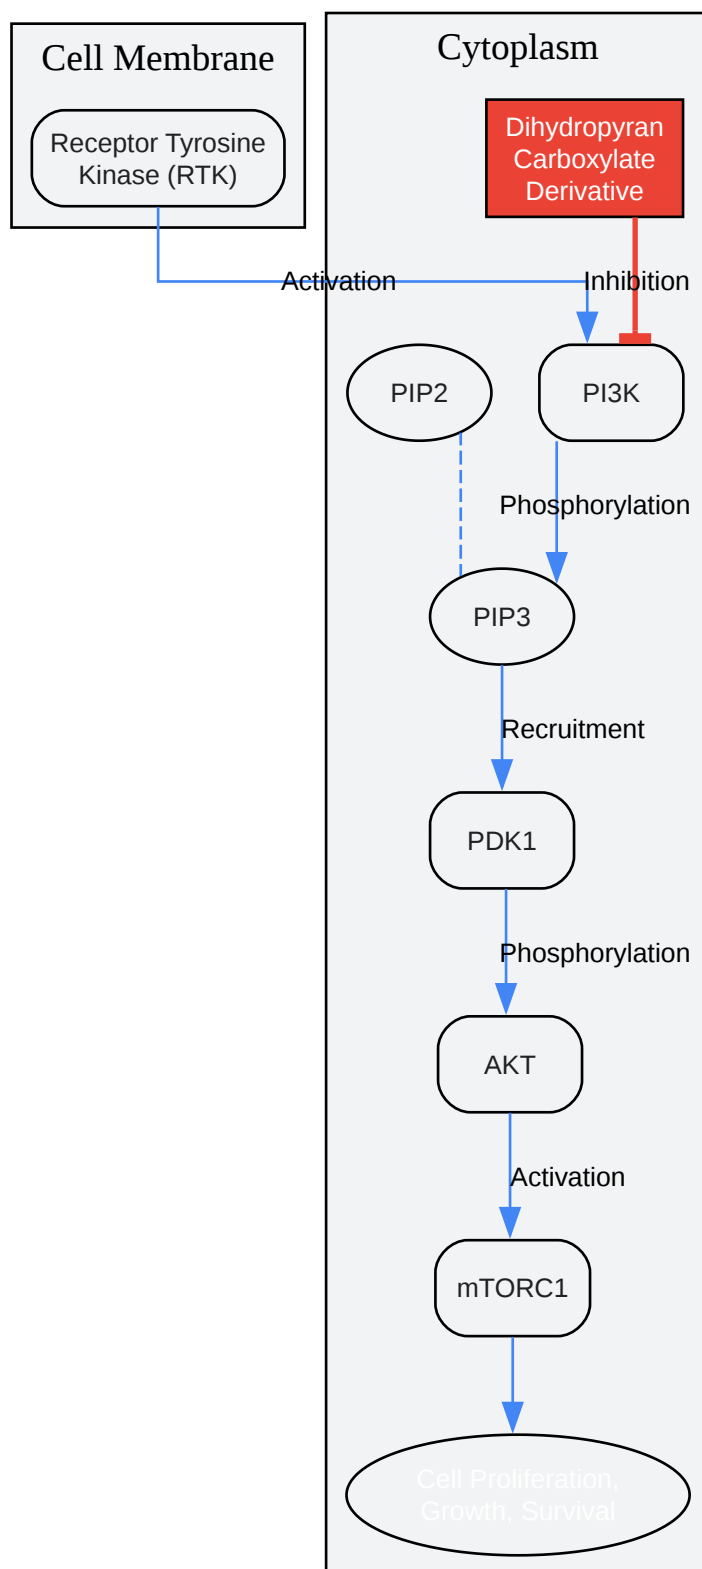 Cell Membrane
Cytoplasm
Receptor Tyrosine
Kinase (RTK)
Dihydropyran
Carboxylate
Derivative
Activation
Inhibition
PIP2
PI3K
Phosphorylation
PIP3
Recruitment
PDK1
Phosphorylation
AKT
Activation
mTORC1
Cell Proliferation,
Growth, Survival